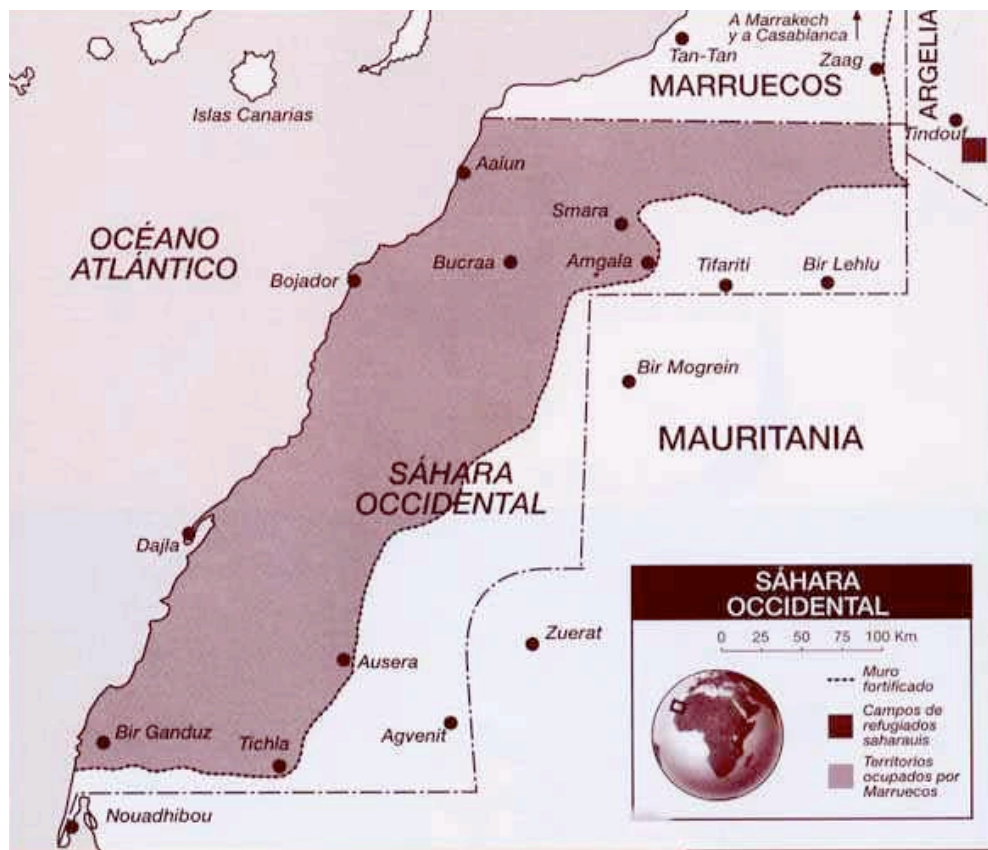 A Marrakech
y a Casablanca
Tan-Tan
Zaag
MARRUECOS
ARGELIA
Tindouf
Islas Canarias
Aaiun
Smara
OCÉANO
ATLÁNTICO
Bucraa
Amgala
Tifariti
Bir Lehlu
Bojador
Bir Mogrein
MAURITANIA
SÁHARA
OCCIDENTAL
Dajla
Zuerat
Ausera
Bir Ganduz
Tichla
Agvenit
Nouadhibou
SÁHARA
OCCIDENTAL
0 25 50 75 100 Km
Muro
fortificado
Campos de
refugiados
saharauis
Territorios
ocupados por
Marruecos